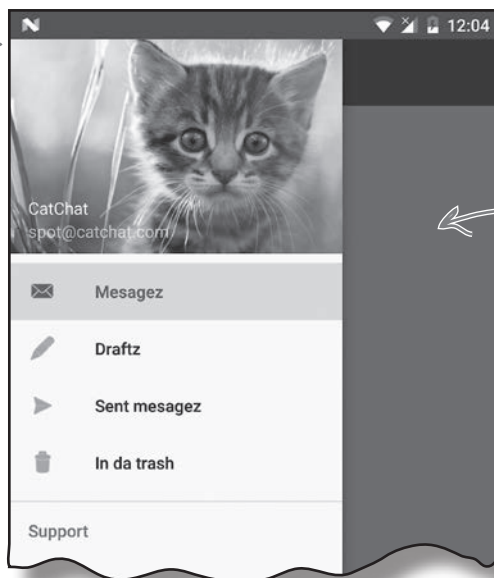 12:04
CatChat
spot@catchat.com
Mesagez
Draftz
Sent mesagez
In da trash
Support